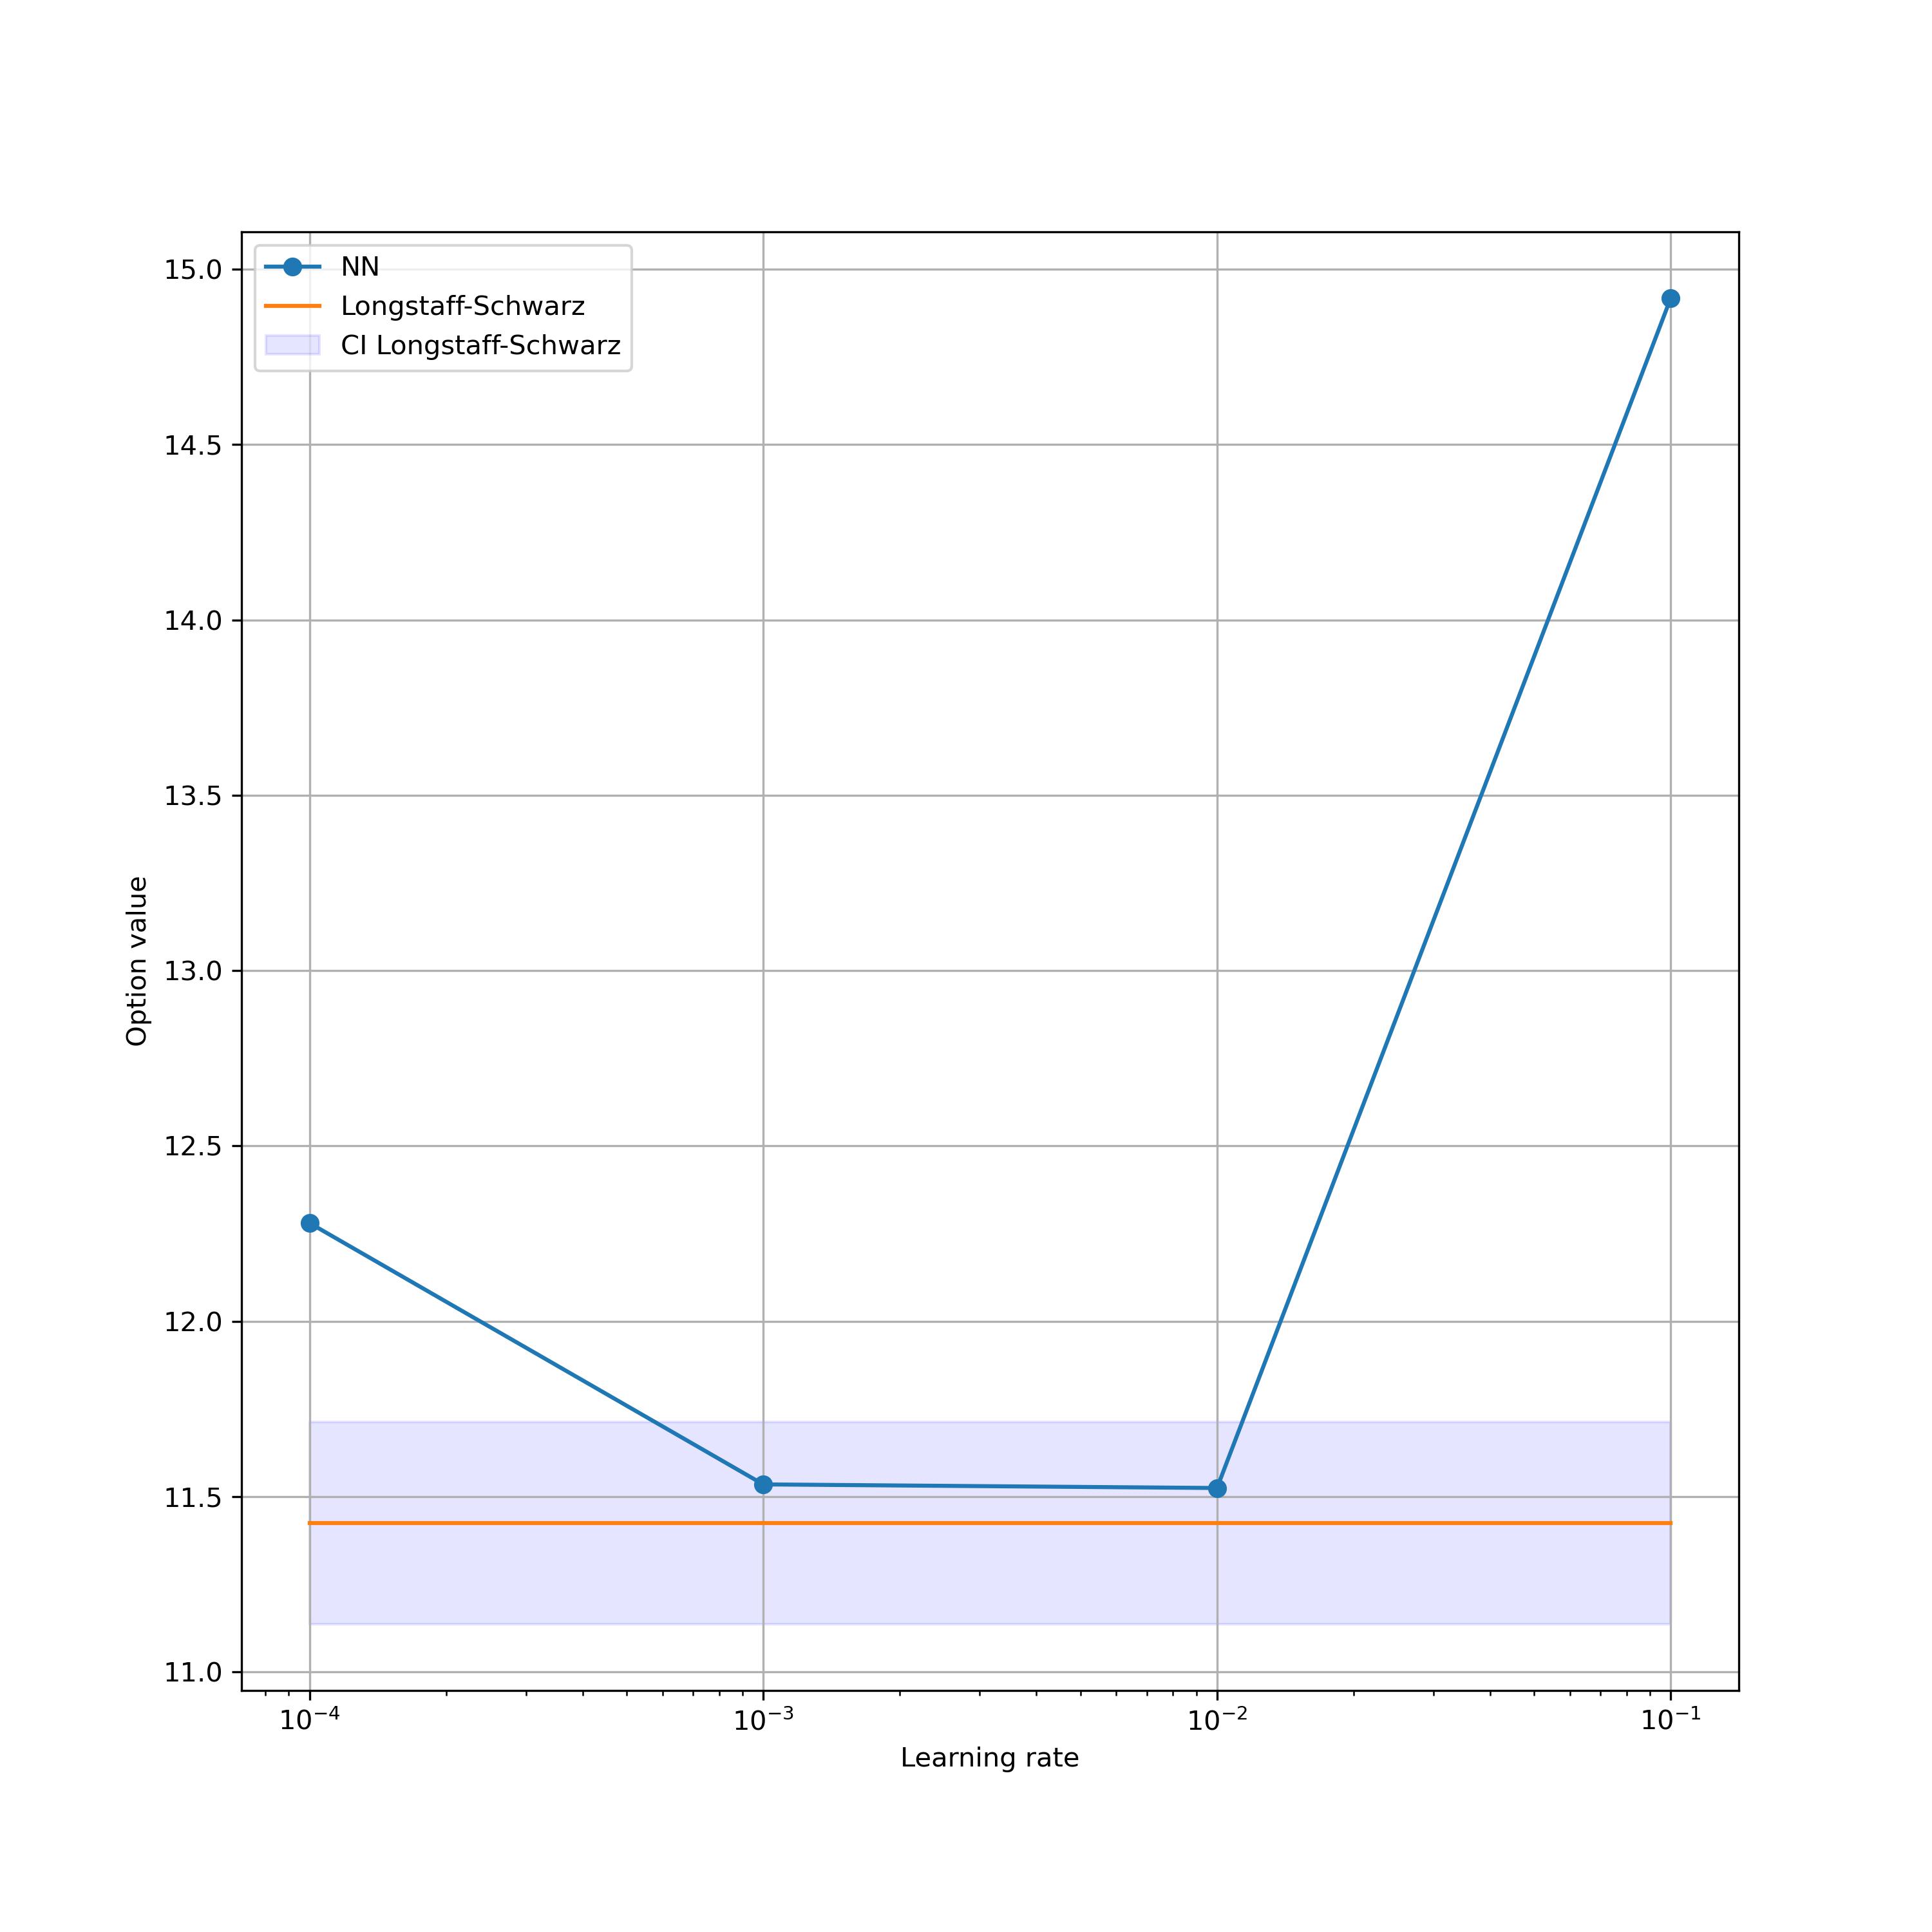 NN
Longstaff-Schwarz
CI Longstaff-Schwarz
15.0
14.5
14.0
13.5
13.0
12.5
12.0
11.5
11.0
Option value
10⁻⁴ 10⁻³ 10⁻² 10⁻¹
Learning rate